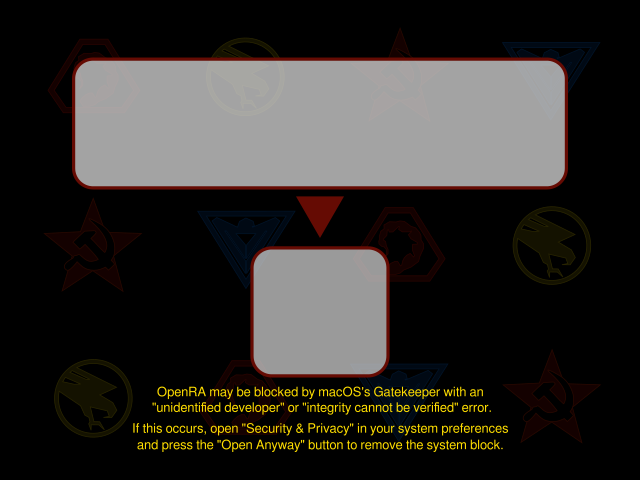 OpenRA may be blocked by macOS's Gatekeeper with an
"unidentified developer" or "integrity cannot be verified" error.
If this occurs, open "Security & Privacy" in your system preferences
and press the "Open Anyway" button to remove the system block.